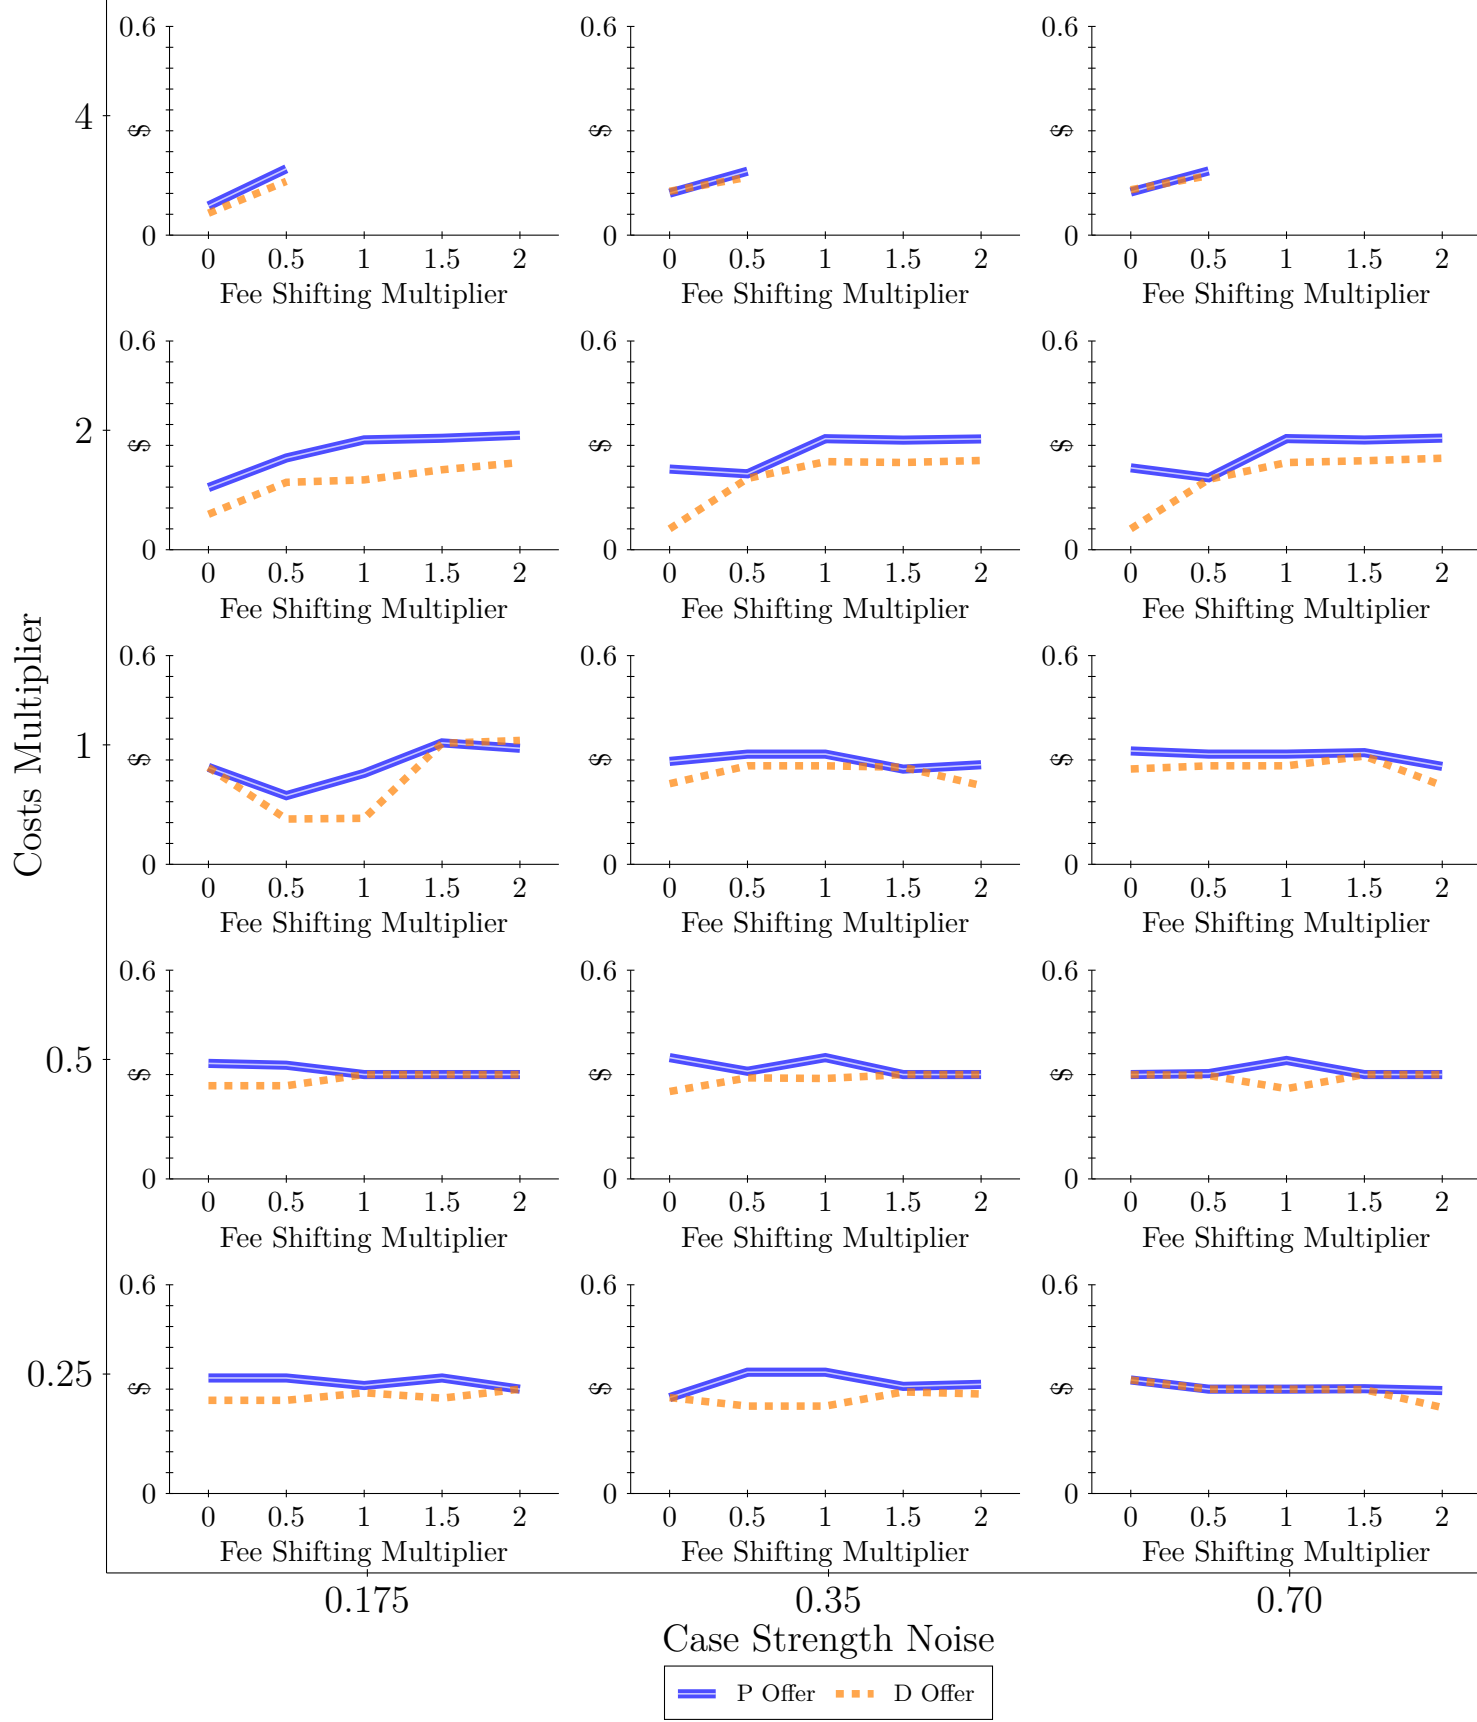 0.6 0.6 0.6
4 $ $ $
0 0 0
0 0.5 1 1.5 2 0 0.5 1 1.5 2 0 0.5 1 1.5 2
Fee Shifting Multiplier Fee Shifting Multiplier Fee Shifting Multiplier
0.6 0.6 0.6
2 $ $ $
0 0 0
0 0.5 1 1.5 2 0 0.5 1 1.5 2 0 0.5 1 1.5 2
Fee Shifting Multiplier Fee Shifting Multiplier Fee Shifting Multiplier
Costs Multiplier
0.6 0.6 0.6
1 $ $ $
0 0 0
0 0.5 1 1.5 2 0 0.5 1 1.5 2 0 0.5 1 1.5 2
Fee Shifting Multiplier Fee Shifting Multiplier Fee Shifting Multiplier
0.6 0.6 0.6
0.5 $ $ $
0 0 0
0 0.5 1 1.5 2 0 0.5 1 1.5 2 0 0.5 1 1.5 2
Fee Shifting Multiplier Fee Shifting Multiplier Fee Shifting Multiplier
0.6 0.6 0.6
0.25 $ $ $
0 0 0
0 0.5 1 1.5 2 0 0.5 1 1.5 2 0 0.5 1 1.5 2
Fee Shifting Multiplier Fee Shifting Multiplier Fee Shifting Multiplier
0.175 0.35 0.70
Case Strength Noise
P Offer D Offer